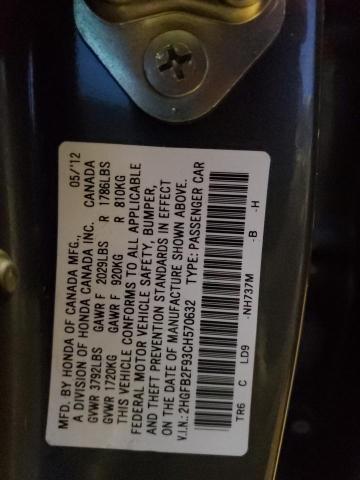 MFD. BY HONDA OF CANADA MFG., 05/'12
A DIVISION OF HONDA CANADA INC. CANADA
GVWR 3792LBS GAWR F 2029LBS R 1786LBS
GVWR 1720KG GAWR F 920KG R 810KG
THIS VEHICLE CONFORMS TO ALL APPLICABLE
FEDERAL MOTOR VEHICLE SAFETY, BUMPER,
AND THEFT PREVENTION STANDARDS IN EFFECT
ON THE DATE OF MANUFACTURE SHOWN ABOVE.
V.I.N.: 2HGFB2F93CH570632 TYPE: PASSENGER CAR
TR6 C LD9 -NH737M -B -H